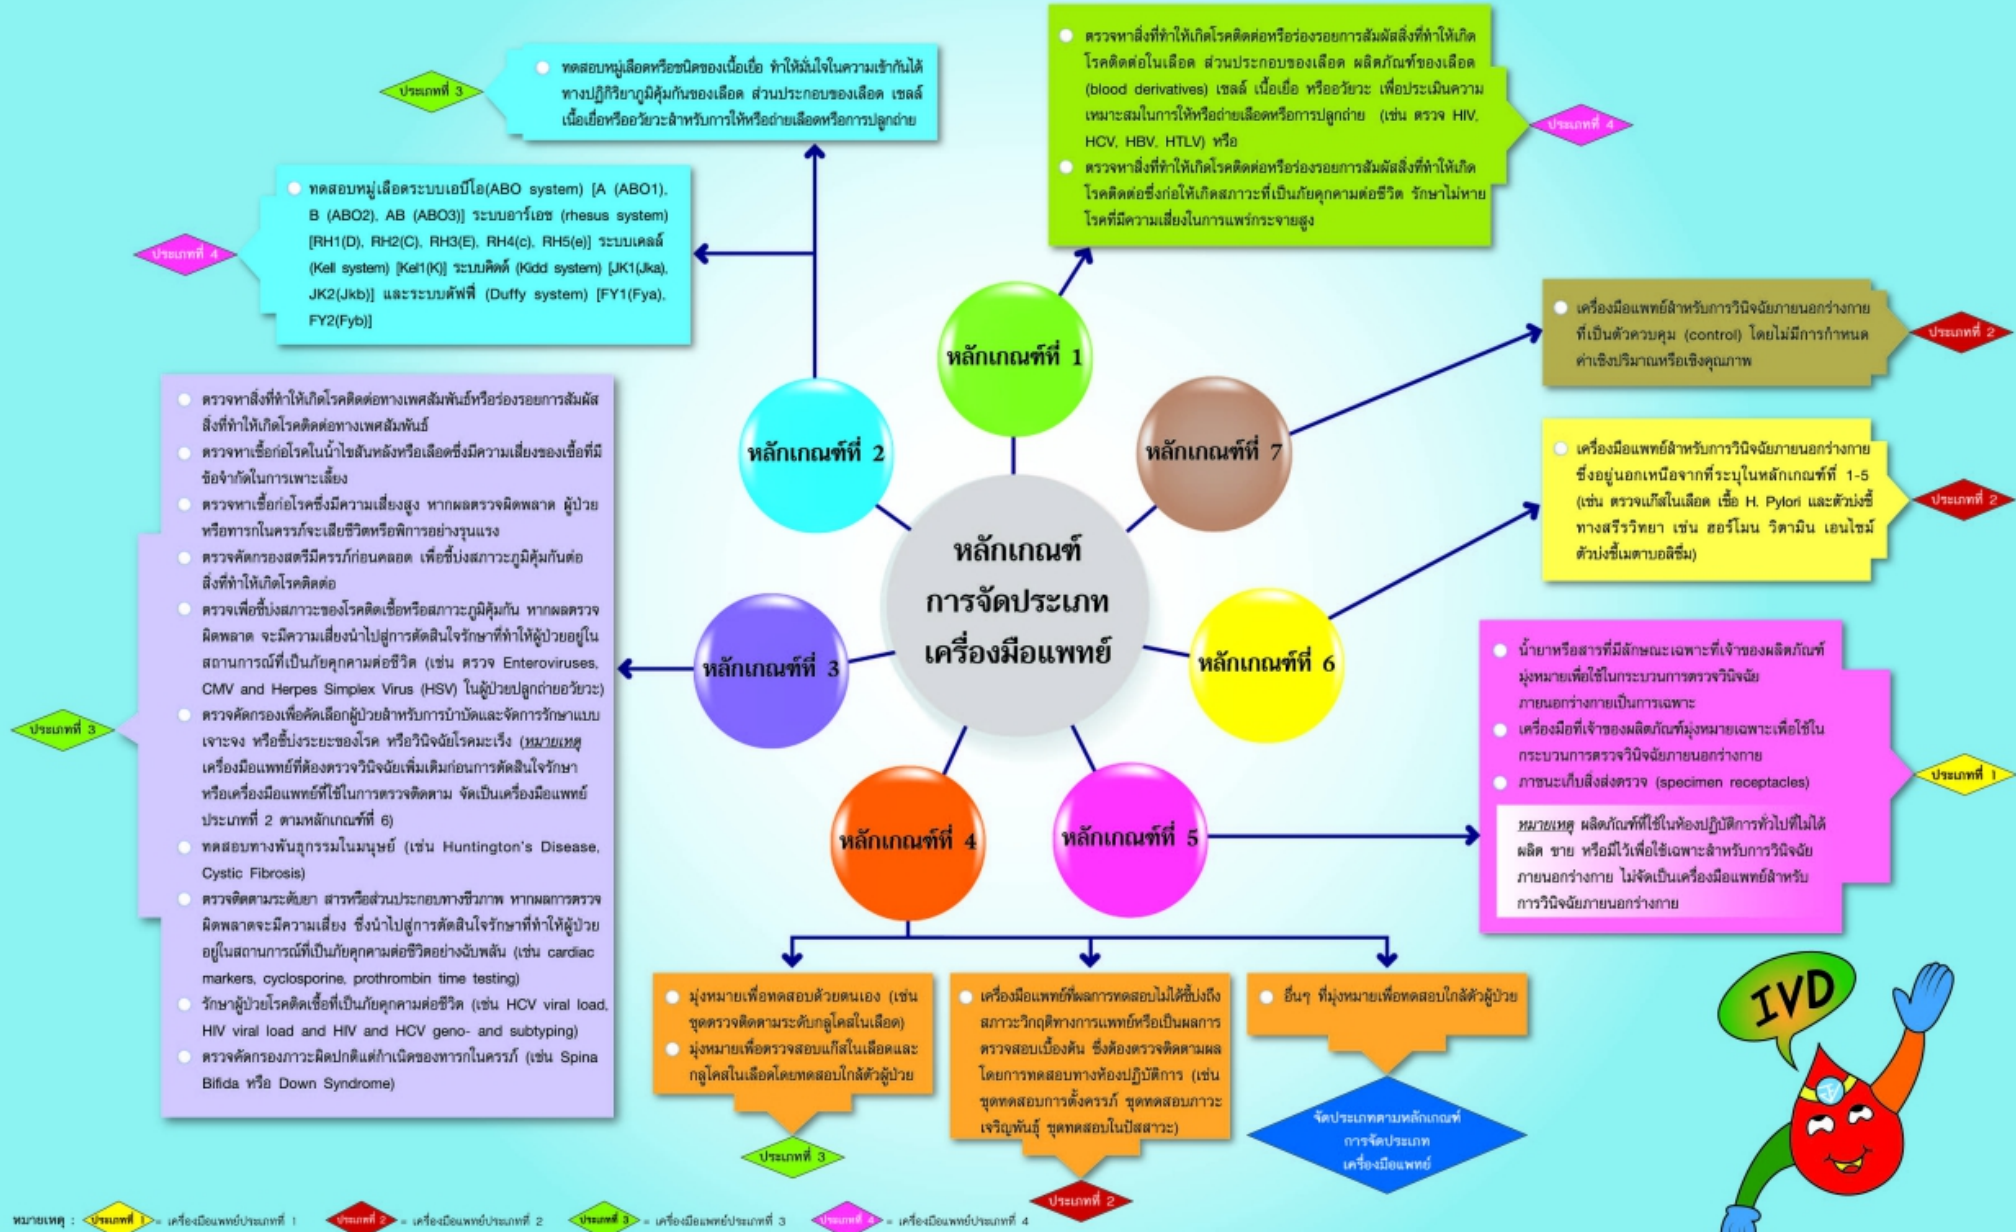 ประเภทที่ 3
ทดสอบหมู่เลือดหรือชนิดของเนื้อเยื่อ ทำให้มั่นใจในความเข้ากันได้
ทางปฏิกิริยาภูมิคุ้มกันของเลือด ส่วนประกอบของเลือด เซลล์
เนื้อเยื่อหรืออวัยวะสำหรับการให้หรือถ่ายเลือดหรือการปลูกถ่าย
ตรวจหาสิ่งที่ทำให้เกิดโรคติดต่อหรือร่องรอยการสัมผัสสิ่งที่ทำให้เกิด
โรคติดต่อในเลือด ส่วนประกอบของเลือด ผลิตภัณฑ์ของเลือด
(blood derivatives) เซลล์ เนื้อเยื่อ หรืออวัยวะ เพื่อประเมินความ
เหมาะสมในการให้หรือถ่ายเลือดหรือการปลูกถ่าย (เช่น ตรวจ HIV,
HCV, HBV, HTLV) หรือ
ตรวจหาสิ่งที่ทำให้เกิดโรคติดต่อหรือร่องรอยการสัมผัสสิ่งที่ทำให้เกิด
โรคติดต่อซึ่งก่อให้เกิดสภาวะที่เป็นภัยคุกคามต่อชีวิต รักษาไม่หาย
โรคที่มีความเสี่ยงในการแพร่กระจายสูง
ประเภทที่ 4
ประเภทที่ 4
ทดสอบหมู่เลือดระบบเอบีโอ(ABO system) [A (ABO1),
B (ABO2), AB (ABO3)] ระบบอาร์เอช (rhesus system)
[RH1(D), RH2(C), RH3(E), RH4(c), RH5(e)] ระบบเคลล์
(Kell system) [Kel1(K)] ระบบคิดด์ (Kidd system) [JK1(Jka),
JK2(Jkb)] และระบบดัฟฟี่ (Duffy system) [FY1(Fya),
FY2(Fyb)]
หลักเกณฑ์ที่ 1
หลักเกณฑ์ที่ 2
หลักเกณฑ์ที่ 7
เครื่องมือแพทย์สำหรับการวินิจฉัยภายนอกร่างกาย
ที่เป็นตัวควบคุม (control) โดยไม่มีการกำหนด
ค่าเชิงปริมาณหรือเชิงคุณภาพ
ประเภทที่ 2
เครื่องมือแพทย์สำหรับการวินิจฉัยภายนอกร่างกาย
ซึ่งอยู่นอกเหนือจากที่ระบุในหลักเกณฑ์ที่ 1-5
(เช่น ตรวจแก๊สในเลือด เชื้อ H. Pylori และตัวบ่งชี้
ทางสรีรวิทยา เช่น ฮอร์โมน วิตามิน เอนไซม์
ตัวบ่งชี้เมตาบอลิซึ่ม)
ประเภทที่ 2
หลักเกณฑ์
การจัดประเภท
เครื่องมือแพทย์
หลักเกณฑ์ที่ 3
หลักเกณฑ์ที่ 6
หลักเกณฑ์ที่ 4
หลักเกณฑ์ที่ 5
ประเภทที่ 3
ตรวจหาสิ่งที่ทำให้เกิดโรคติดต่อทางเพศสัมพันธ์หรือร่องรอยการสัมผัส
สิ่งที่ทำให้เกิดโรคติดต่อทางเพศสัมพันธ์
ตรวจหาเชื้อก่อโรคในน้ำไขสันหลังหรือเลือดซึ่งมีความเสี่ยงของเชื้อที่มี
ข้อจำกัดในการเพาะเลี้ยง
ตรวจหาเชื้อก่อโรคซึ่งมีความเสี่ยงสูง หากผลตรวจผิดพลาด ผู้ป่วย
หรือทารกในครรภ์จะเสียชีวิตหรือพิการอย่างรุนแรง
ตรวจคัดกรองสตรีมีครรภ์ก่อนคลอด เพื่อชี้บ่งสภาวะภูมิคุ้มกันต่อ
สิ่งที่ทำให้เกิดโรคติดต่อ
ตรวจเพื่อชี้บ่งสภาวะของโรคติดเชื้อหรือสภาวะภูมิคุ้มกัน หากผลตรวจ
ผิดพลาด จะมีความเสี่ยงนำไปสู่การตัดสินใจรักษาที่ทำให้ผู้ป่วยอยู่ใน
สถานการณ์ที่เป็นภัยคุกคามต่อชีวิต (เช่น ตรวจ Enteroviruses,
CMV and Herpes Simplex Virus (HSV) ในผู้ป่วยปลูกถ่ายอวัยวะ)
ตรวจคัดกรองเพื่อคัดเลือกผู้ป่วยสำหรับการบำบัดและจัดการรักษาแบบ
เจาะจง หรือชี้บ่งระยะของโรค หรือวินิจฉัยโรคมะเร็ง (หมายเหตุ
เครื่องมือแพทย์ที่ต้องตรวจวินิจฉัยเพิ่มเติมก่อนการตัดสินใจรักษา
หรือเครื่องมือแพทย์ที่ใช้ในการตรวจติดตาม จัดเป็นเครื่องมือแพทย์
ประเภทที่ 2 ตามหลักเกณฑ์ที่ 6)
ทดสอบทางพันธุกรรมในมนุษย์ (เช่น Huntington's Disease,
Cystic Fibrosis)
ตรวจติดตามระดับยา สารหรือส่วนประกอบทางชีวภาพ หากผลการตรวจ
ผิดพลาดจะมีความเสี่ยง ซึ่งนำไปสู่การตัดสินใจรักษาที่ทำให้ผู้ป่วย
อยู่ในสถานการณ์ที่เป็นภัยคุกคามต่อชีวิตอย่างฉับพลัน (เช่น cardiac
markers, cyclosporine, prothrombin time testing)
รักษาผู้ป่วยโรคติดเชื้อที่เป็นภัยคุกคามต่อชีวิต (เช่น HCV viral load,
HIV viral load and HIV and HCV geno- and subtyping)
ตรวจคัดกรองภาวะผิดปกติแต่กำเนิดของทารกในครรภ์ (เช่น Spina
Bifida หรือ Down Syndrome)
น้ำยาหรือสารที่มีลักษณะเฉพาะที่เจ้าของผลิตภัณฑ์
มุ่งหมายเพื่อใช้ในกระบวนการตรวจวินิจฉัย
ภายนอกร่างกายเป็นการเฉพาะ
เครื่องมือที่เจ้าของผลิตภัณฑ์มุ่งหมายเฉพาะเพื่อใช้ใน
กระบวนการตรวจวินิจฉัยภายนอกร่างกาย
ภาชนะเก็บสิ่งส่งตรวจ (specimen receptacles)
หมายเหตุ ผลิตภัณฑ์ที่ใช้ในห้องปฏิบัติการทั่วไปที่ไม่ได้
ผลิต ขาย หรือมีไว้เพื่อใช้เฉพาะสำหรับการวินิจฉัย
ภายนอกร่างกาย ไม่จัดเป็นเครื่องมือแพทย์สำหรับ
การวินิจฉัยภายนอกร่างกาย
ประเภทที่ 1
มุ่งหมายเพื่อทดสอบด้วยตนเอง (เช่น
ชุดตรวจติดตามระดับกลูโคสในเลือด)
มุ่งหมายเพื่อตรวจสอบแก๊สในเลือดและ
กลูโคสในเลือดโดยทดสอบใกล้ตัวผู้ป่วย
ประเภทที่ 3
เครื่องมือแพทย์ที่ผลการทดสอบไม่ได้ชี้บ่งถึง
สภาวะวิกฤติทางการแพทย์หรือเป็นผลการ
ตรวจสอบเบื้องต้น ซึ่งต้องตรวจติดตามผล
โดยการทดสอบทางห้องปฏิบัติการ (เช่น
ชุดทดสอบการตั้งครรภ์ ชุดทดสอบภาวะ
เจริญพันธุ์ ชุดทดสอบในปัสสาวะ)
ประเภทที่ 2
อื่นๆ ที่มุ่งหมายเพื่อทดสอบใกล้ตัวผู้ป่วย
จัดประเภทตามหลักเกณฑ์
การจัดประเภท
เครื่องมือแพทย์
IVD
หมายเหตุ : ประเภทที่ 1 = เครื่องมือแพทย์ประเภทที่ 1 ประเภทที่ 2 = เครื่องมือแพทย์ประเภทที่ 2 ประเภทที่ 3 = เครื่องมือแพทย์ประเภทที่ 3 ประเภทที่ 4 = เครื่องมือแพทย์ประเภทที่ 4